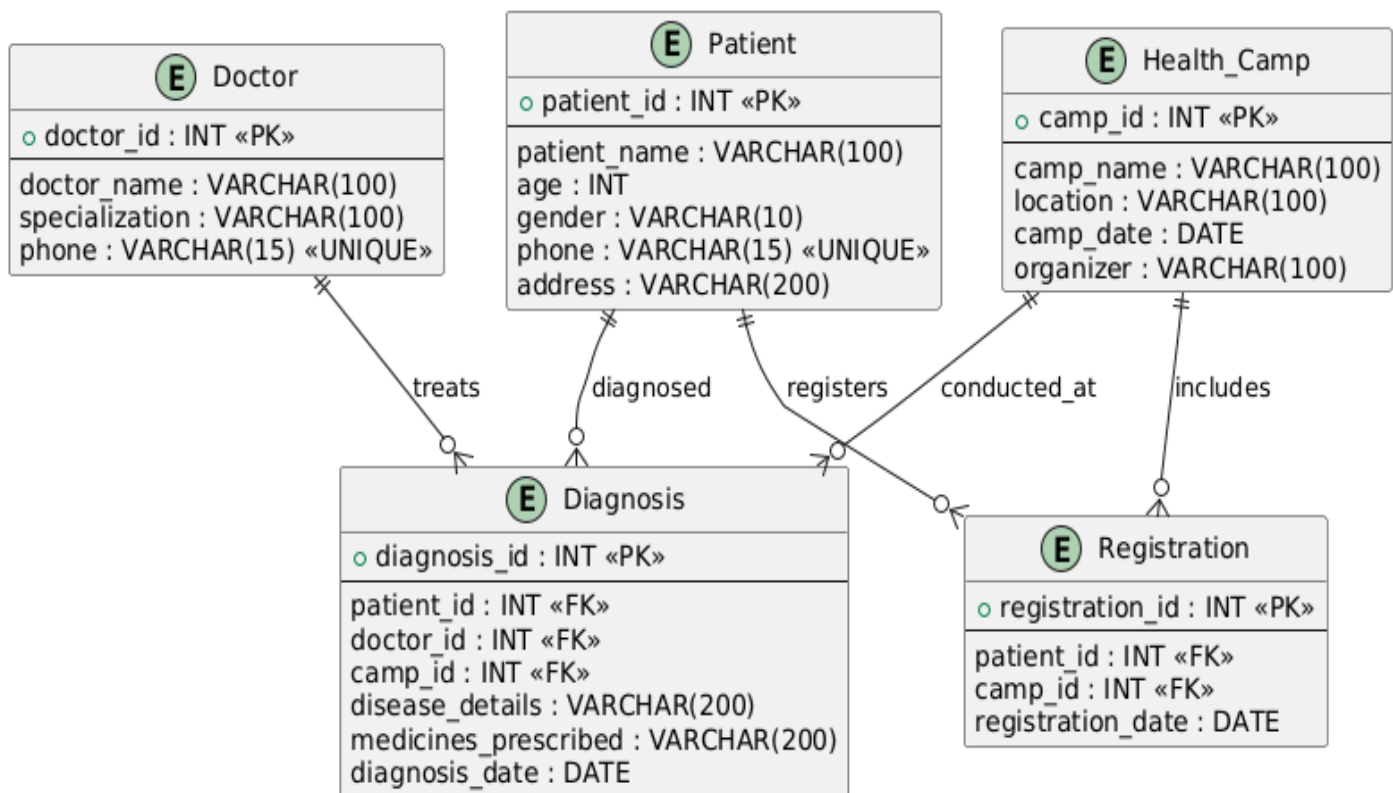 E Doctor
doctor_id : INT «PK»
doctor_name : VARCHAR(100)
specialization : VARCHAR(100)
phone : VARCHAR(15) «UNIQUE»
E Patient
patient_id : INT «PK»
patient_name : VARCHAR(100)
age : INT
gender : VARCHAR(10)
phone : VARCHAR(15) «UNIQUE»
address : VARCHAR(200)
E Health_Camp
camp_id : INT «PK»
camp_name : VARCHAR(100)
location : VARCHAR(100)
camp_date : DATE
organizer : VARCHAR(100)
treats
diagnosed
registers
conducted_at
includes
E Diagnosis
diagnosis_id : INT «PK»
patient_id : INT «FK»
doctor_id : INT «FK»
camp_id : INT «FK»
disease_details : VARCHAR(200)
medicines_prescribed : VARCHAR(200)
diagnosis_date : DATE
E Registration
registration_id : INT «PK»
patient_id : INT «FK»
camp_id : INT «FK»
registration_date : DATE